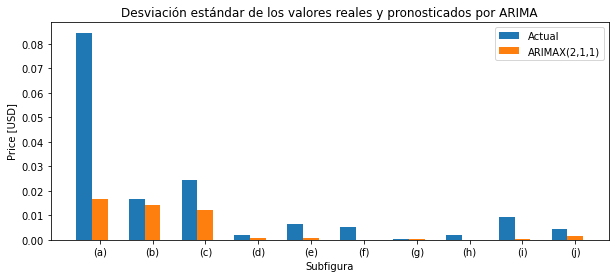 Desviación estándar de los valores reales y pronosticados por ARIMA
Actual
ARIMAX(2,1,1)
Price [USD]
0.08
0.07
0.06
0.05
0.04
0.03
0.02
0.01
0.00
(a) (b) (c) (d) (e) (f) (g) (h) (i) (j)
Subfigura